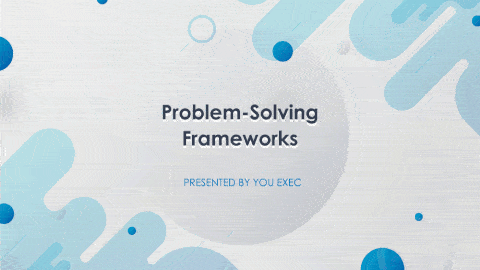 Problem-Solving
Frameworks
PRESENTED BY YOU EXEC